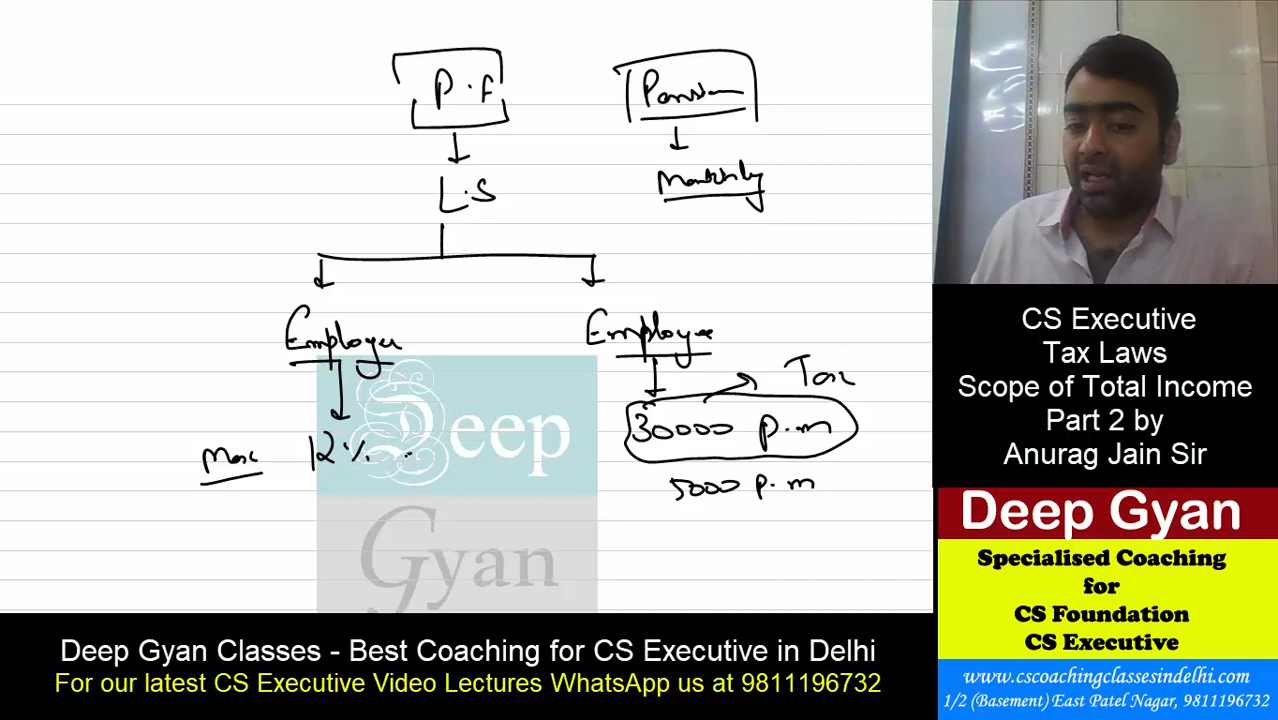 P.f
Pension
L.S
Monthly
Employer
Employee
Tax
Max 12%
30000 p.m
5000 p.m
Deep
Gyan
CS Executive
Tax Laws
Scope of Total Income
Part 2 by
Anurag Jain Sir
Deep Gyan
Specialised Coaching
for
CS Foundation
CS Executive
www.cscoachingclassesindelhi.com
1/2 (Basement) East Patel Nagar, 9811196732
Deep Gyan Classes - Best Coaching for CS Executive in Delhi
For our latest CS Executive Video Lectures WhatsApp us at 9811196732